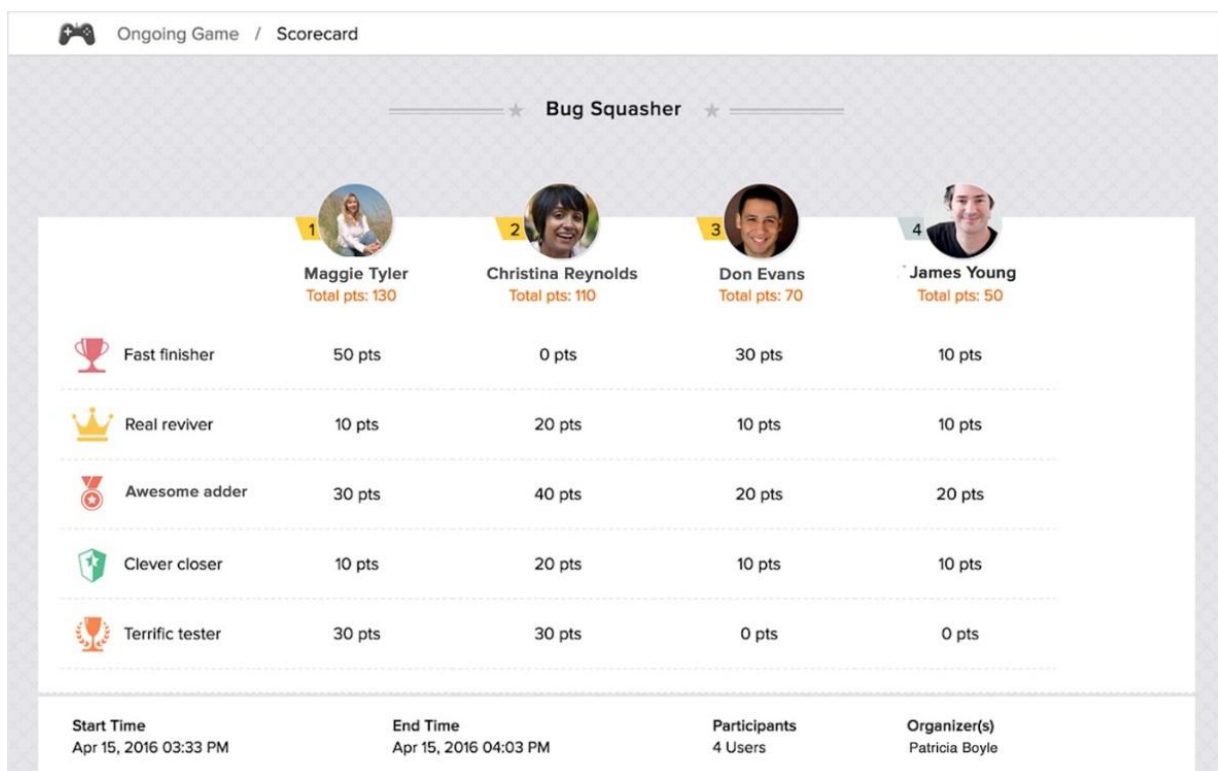 Ongoing Game / Scorecard
Bug Squasher
1 2 3 4
Maggie Tyler Christina Reynolds Don Evans James Young
Total pts: 130 Total pts: 110 Total pts: 70 Total pts: 50
Fast finisher 50 pts 0 pts 30 pts 10 pts
Real reviver 10 pts 20 pts 10 pts 10 pts
Awesome adder 30 pts 40 pts 20 pts 20 pts
Clever closer 10 pts 20 pts 10 pts 10 pts
Terrific tester 30 pts 30 pts 0 pts 0 pts
Start Time End Time Participants Organizer(s)
Apr 15, 2016 03:33 PM Apr 15, 2016 04:03 PM 4 Users Patricia Boyle